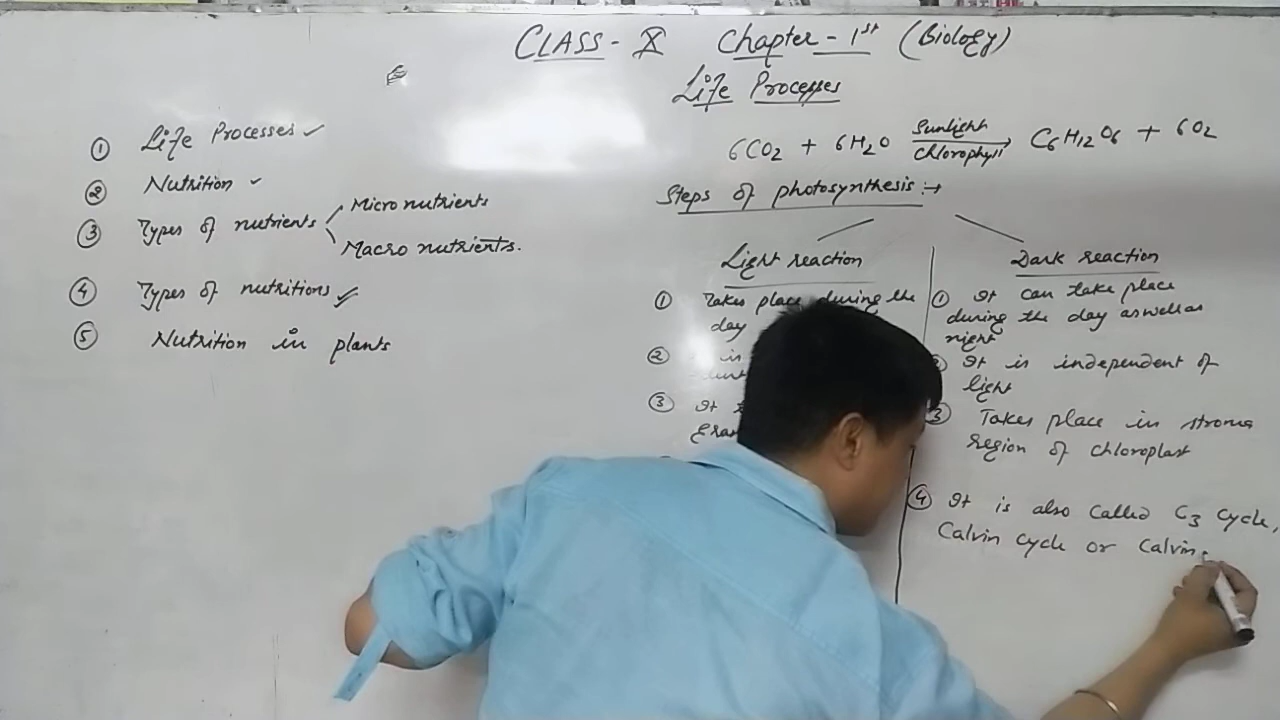 CLASS - X Chapter - 1st (Biology)
Life Processes
① Life Processes ✓
② Nutrition ✓
③ Types of nutrients
Micro nutrients
Macro nutrients.
④ Types of nutritions ✓
⑤ Nutrition in plants
6CO2 + 6H2O Sunlight Chlorophyll → C6H12O6 + 6O2
Steps of photosynthesis :→
Light reaction
① Takes place during the
day
② in
③ It
Dark reaction
① It can take place
during the day aswell as
night
It is independent of
light
③ Takes place in stroma
region of chloroplast
④ It is also called C3 cycle,
Calvin cycle or Calvin